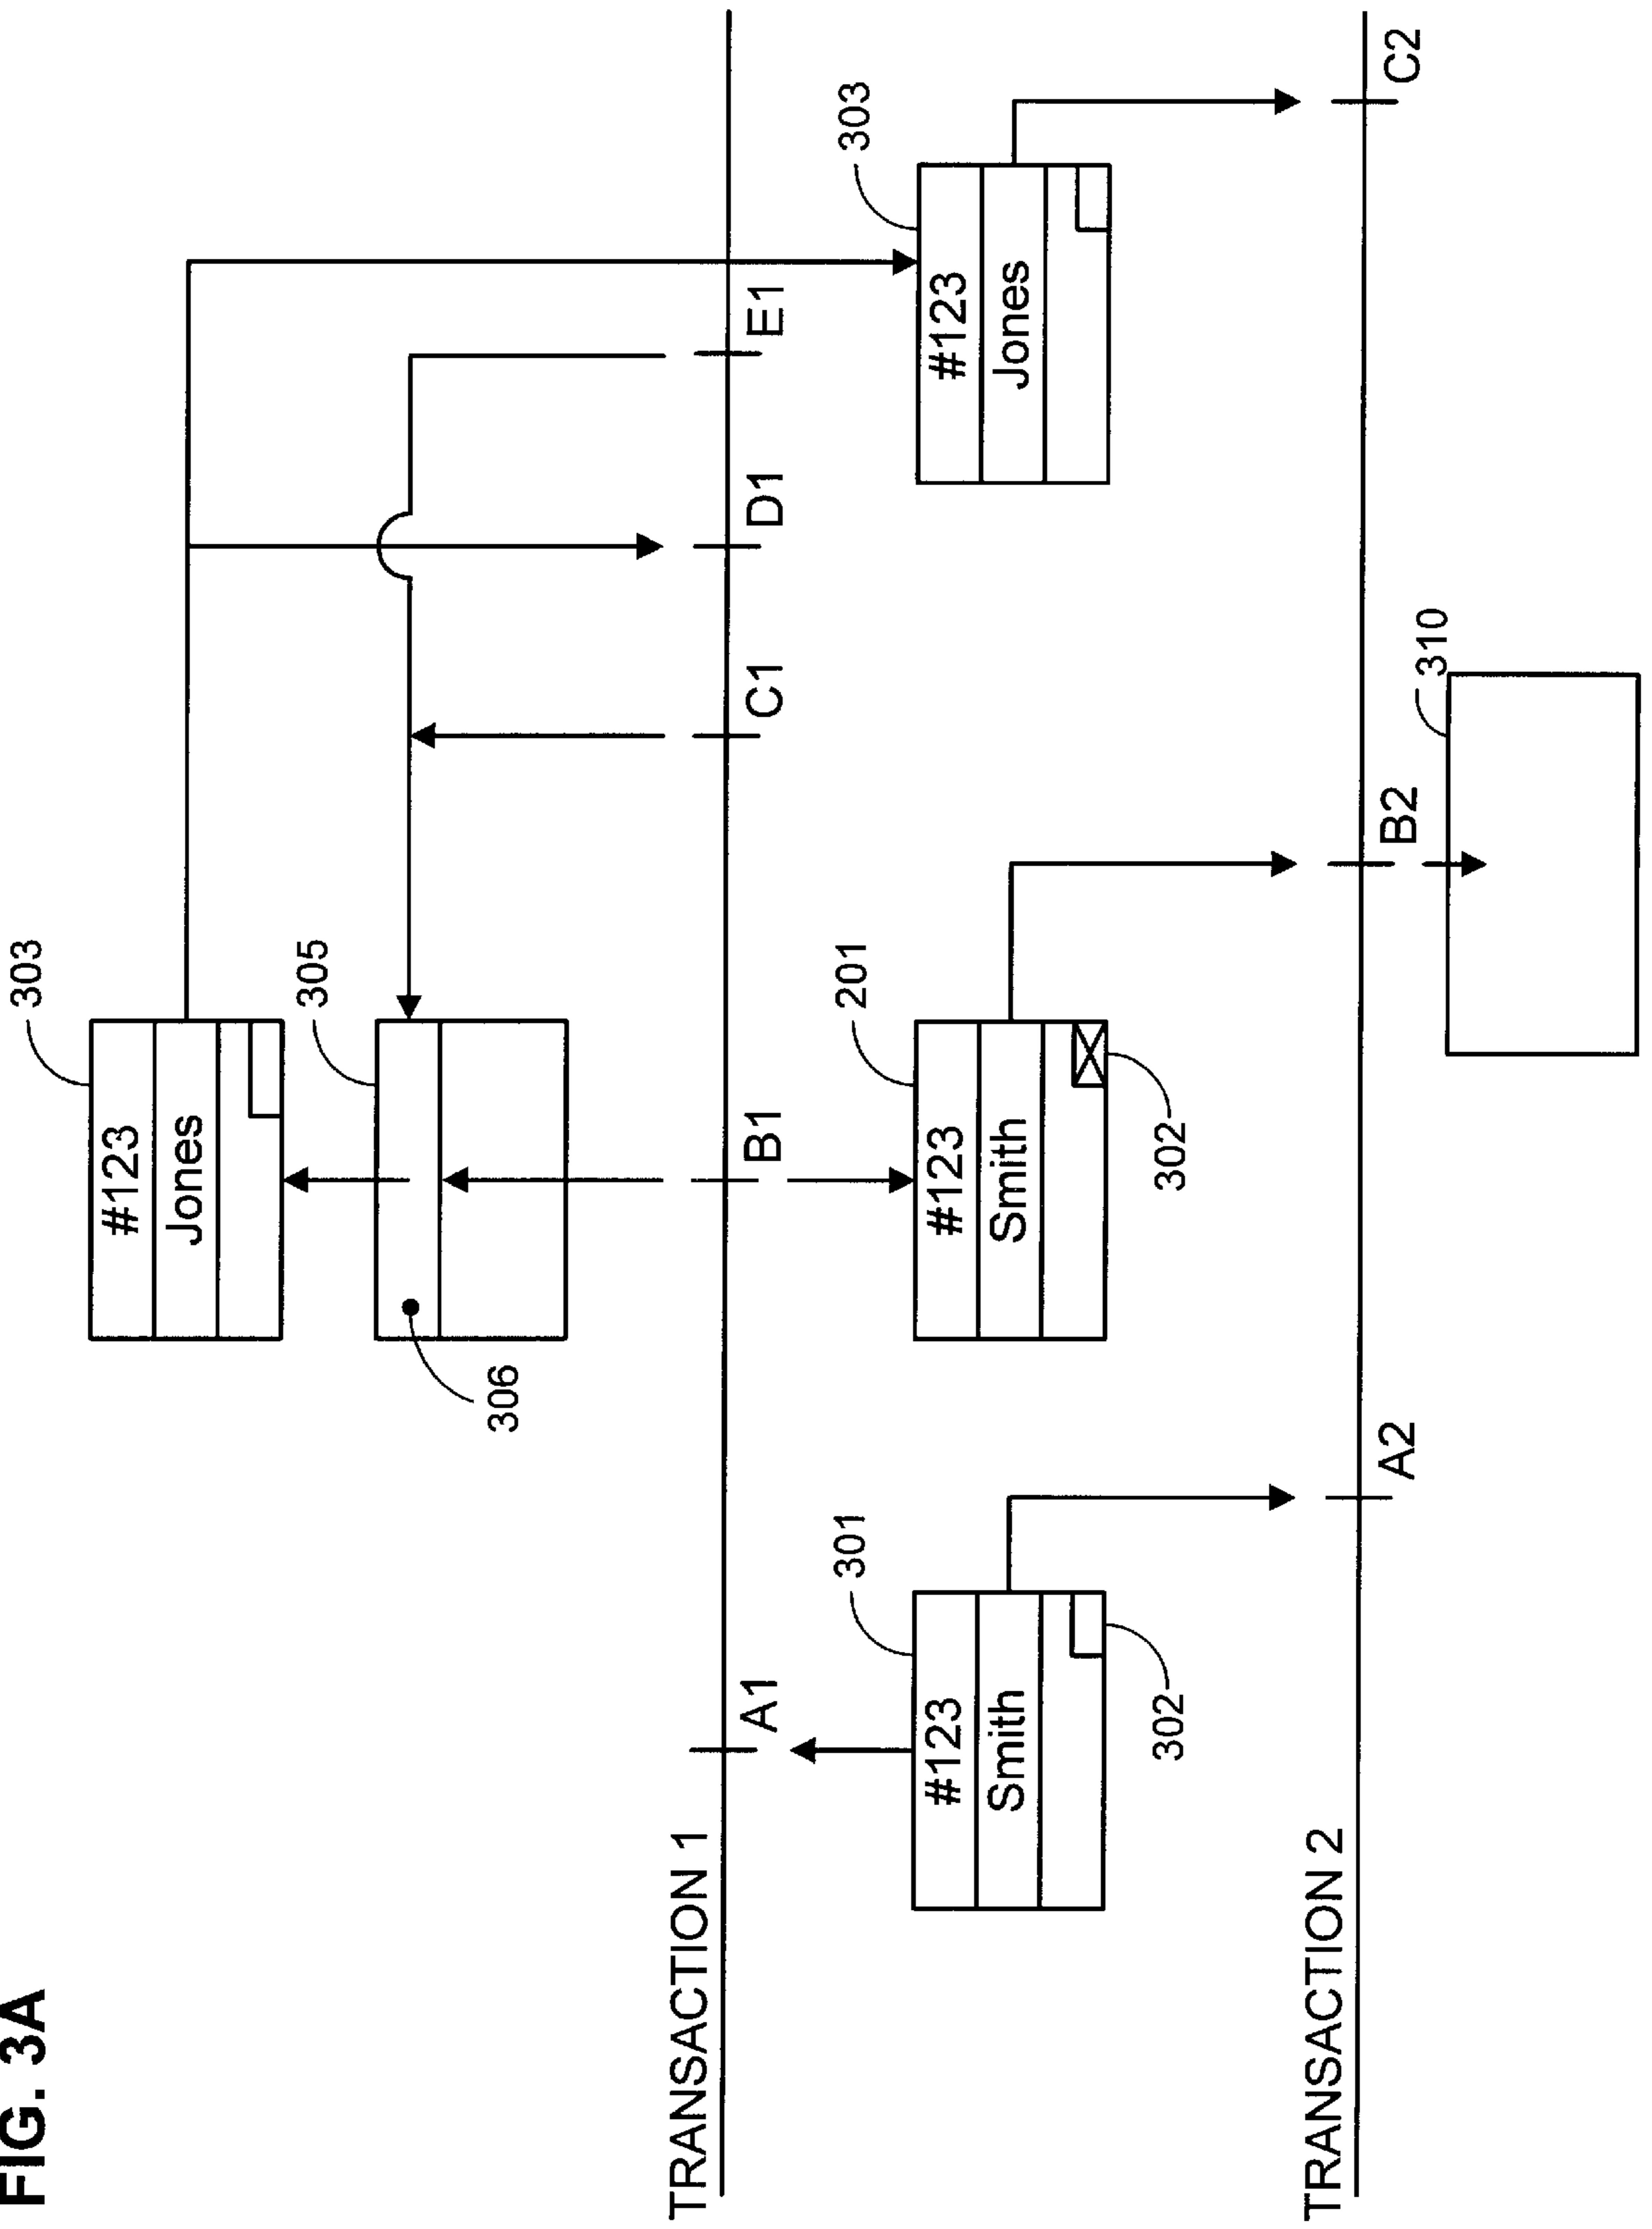 FIG. 3A
303
#123
Jones
305
306
TRANSACTION 1
A1
B1
C1
D1
E1
301
#123
Smith
302
201
#123
Smith
302
303
#123
Jones
TRANSACTION 2
A2
B2
C2
310